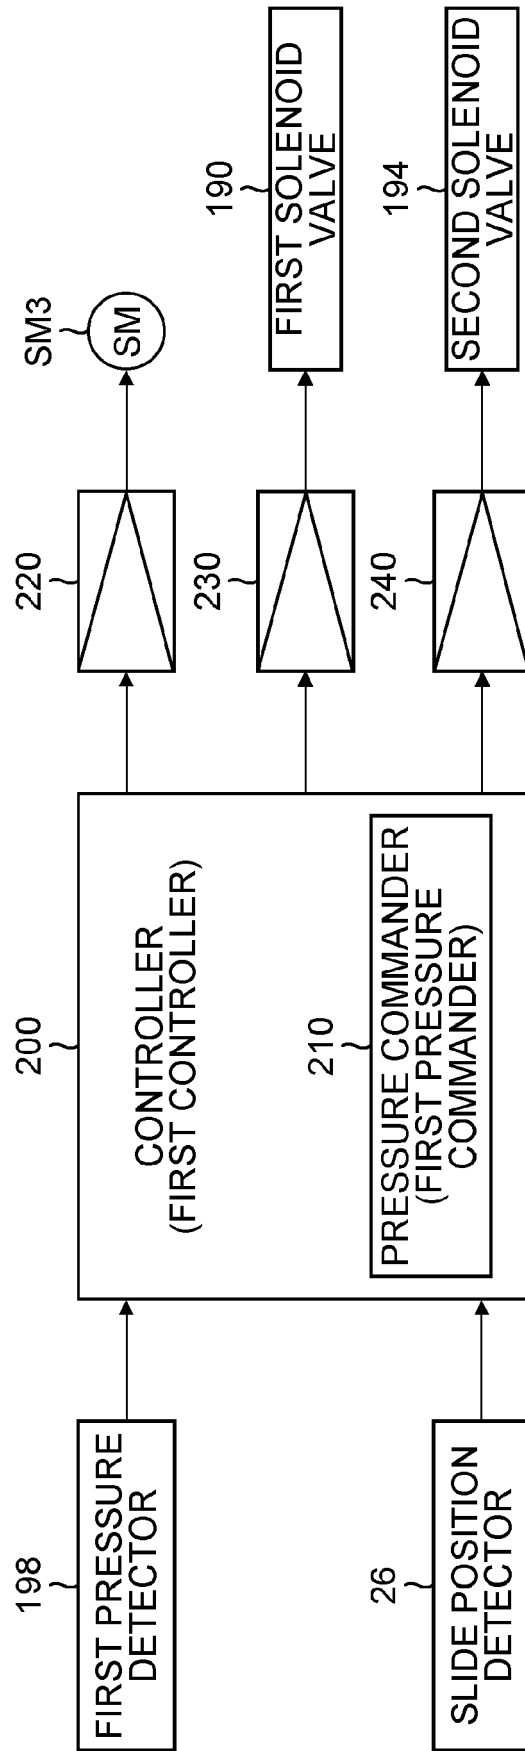 198
FIRST PRESSURE
DETECTOR
26
SLIDE POSITION
DETECTOR
200
CONTROLLER
(FIRST CONTROLLER)
210
PRESSURE COMMANDER
(FIRST PRESSURE
COMMANDER)
220
230
240
SM3
SM
190
FIRST SOLENOID
VALVE
194
SECOND SOLENOID
VALVE